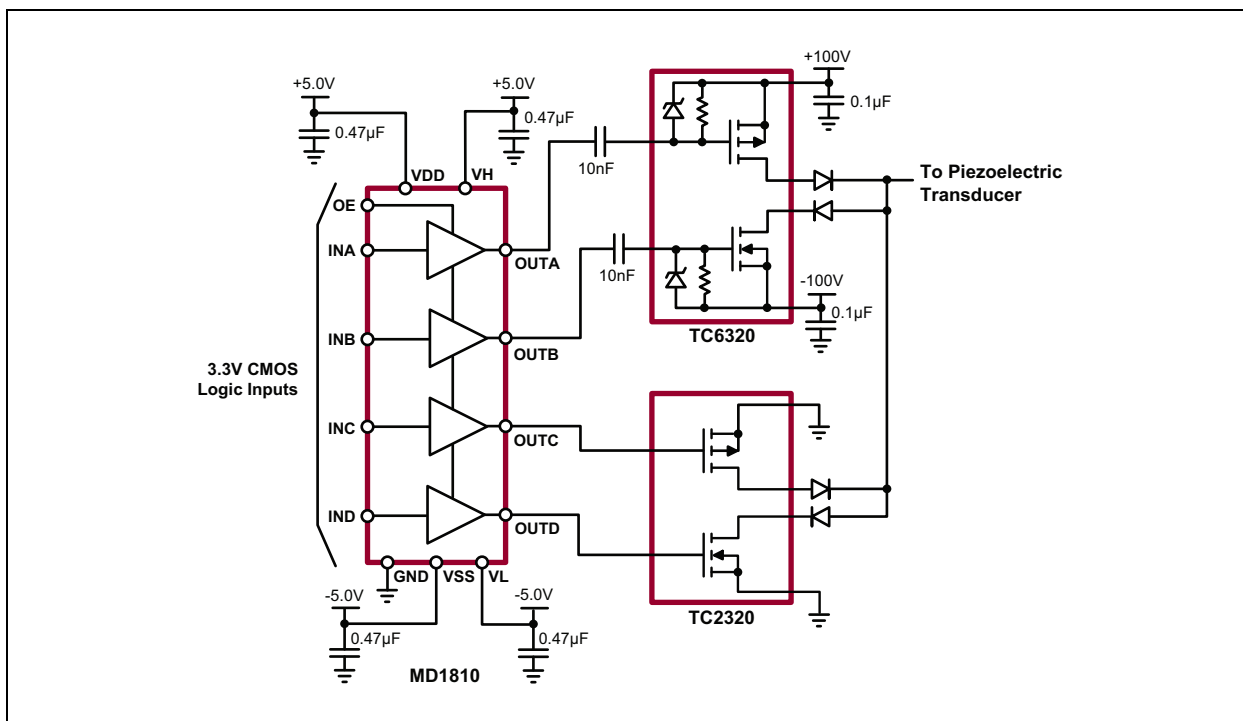 +100V
+5.0V
+5.0V
0.1µF
0.47µF
0.47µF
10nF
VDD
VH
To Piezoelectric
Transducer
OE
INA
OUTA
10nF
-100V
0.1µF
TC6320
INB
OUTB
3.3V CMOS
Logic Inputs
INC
OUTC
IND
OUTD
GND
VSS
VL
-5.0V
-5.0V
TC2320
0.47µF
0.47µF
MD1810